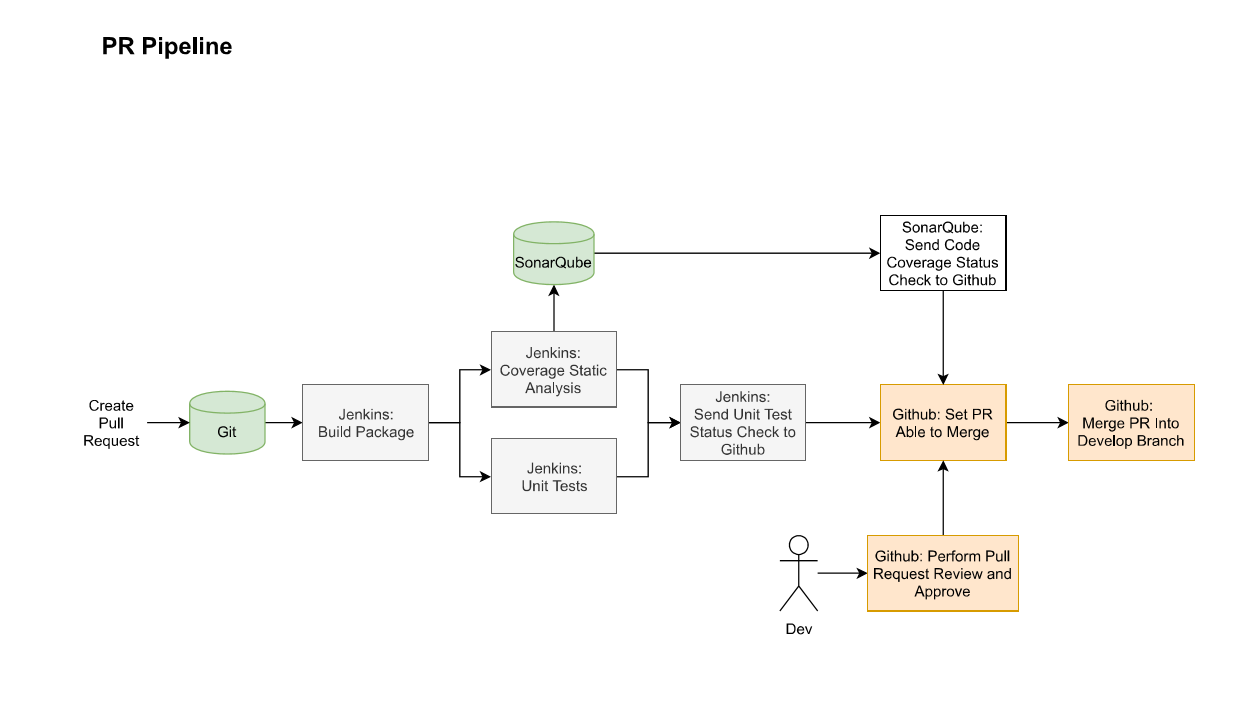 PR Pipeline
SonarQube
SonarQube:
Send Code
Coverage Status
Check to Github
Jenkins:
Coverage Static
Analysis
Create
Pull
Request
Git
Jenkins:
Build Package
Jenkins:
Unit Tests
Jenkins:
Send Unit Test
Status Check to
Github
Github: Set PR
Able to Merge
Github:
Merge PR Into
Develop Branch
Dev
Github: Perform Pull
Request Review and
Approve